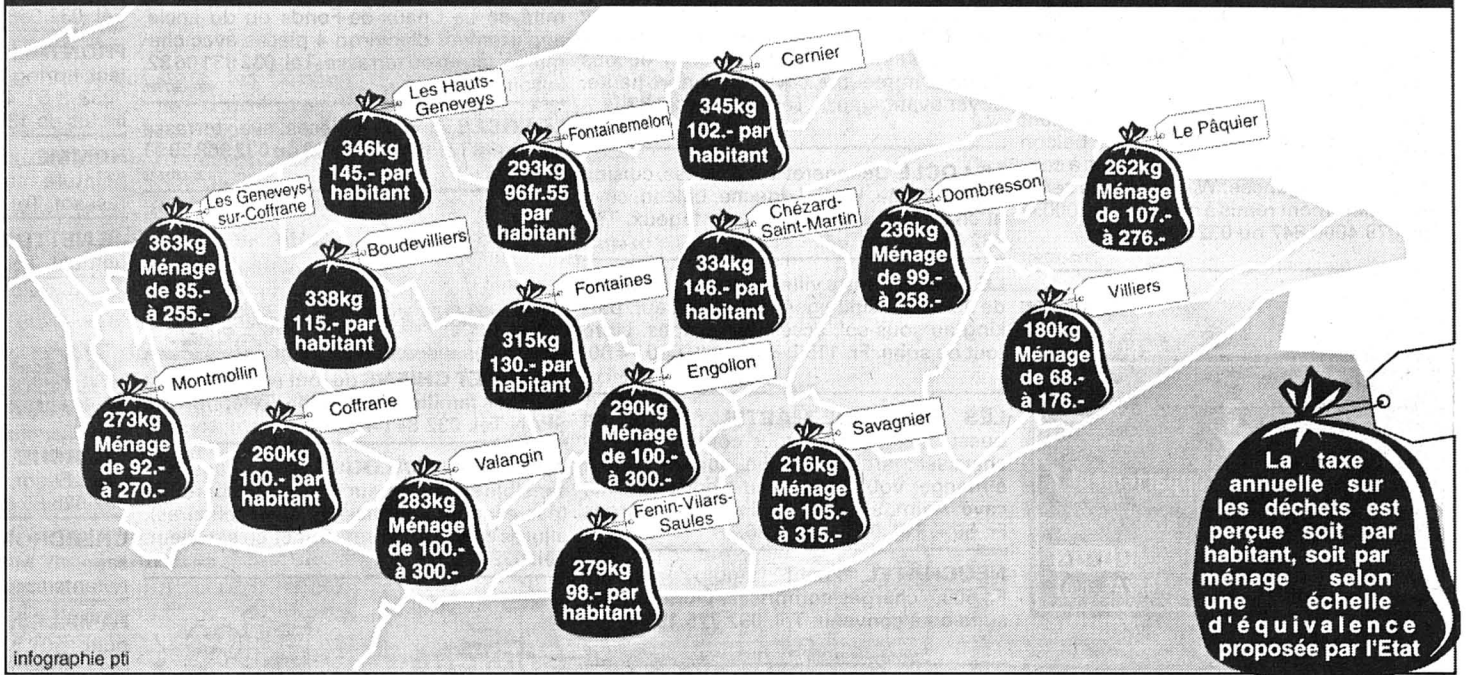 Cernier
345kg
102.- par
habitant
Les Hauts-
Geneveys
346kg
145.- par
habitant
Fontainemelon
293kg
96fr.55
par
habitant
Le Pâquier
262kg
Ménage
de 107.-
à 276.-
Les Geneveys-
sur-Coffrane
363kg
Ménage
de 85.-
à 255.-
Boudevilliers
338kg
115.- par
habitant
Chézard-
Saint-Martin
334kg
146.- par
habitant
Dombresson
236kg
Ménage
de 99.-
à 258.-
Fontaines
315kg
130.- par
habitant
Villiers
180kg
Ménage
de 68.-
à 176.-
Montmollin
273kg
Ménage
de 92.-
à 270.-
Coffrane
260kg
100.- par
habitant
Valangin
283kg
Ménage
de 100.-
à 300.-
Engollon
290kg
Ménage
de 100.-
à 300.-
Savagnier
216kg
Ménage
de 105.-
à 315.-
Fenin-Vilars-
Saules
279kg
98.- par
habitant
La taxe
annuelle sur
les déchets est
perçue soit par
habitant, soit par
ménage selon
une échelle
d'équivalence
proposée par l'Etat
infographie pti